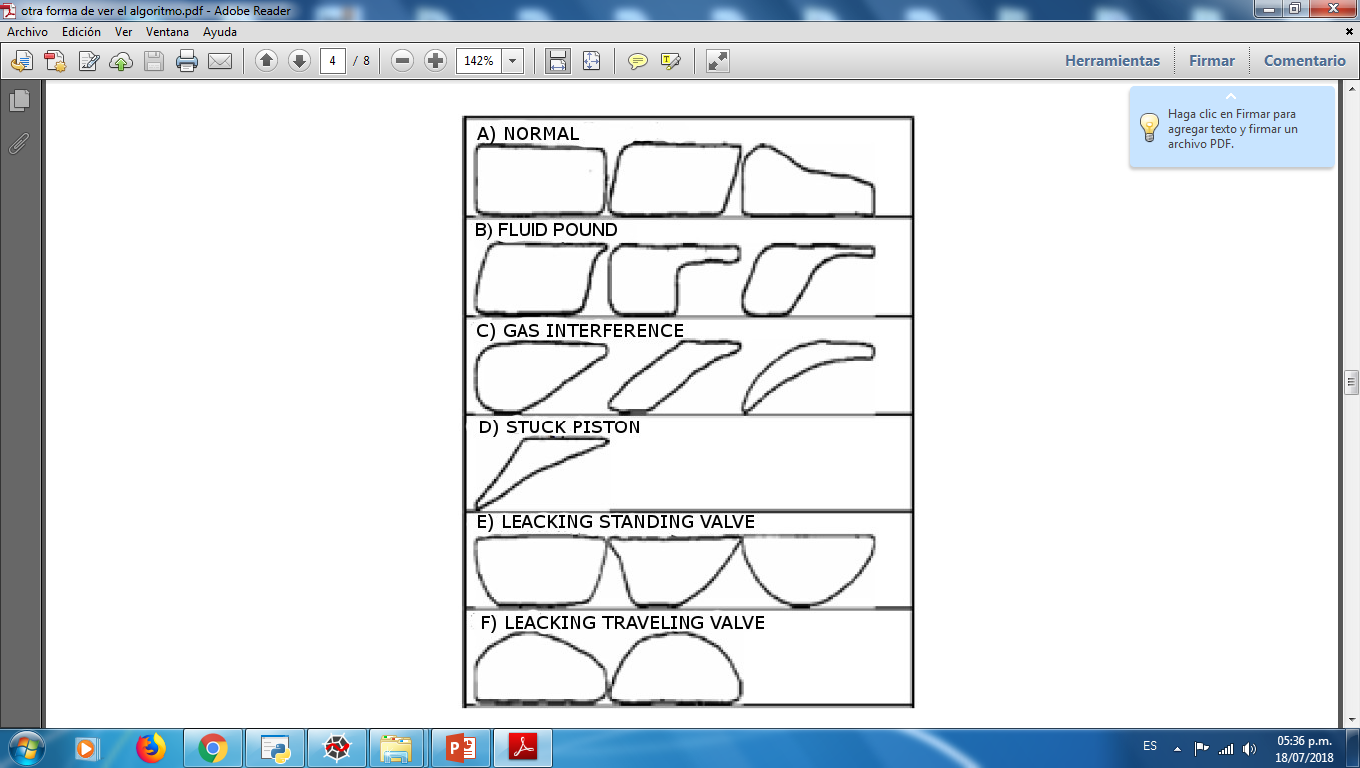 otra forma de ver el algoritmo.pdf - Adobe Reader
Archivo Edición Ver Ventana Ayuda
4 / 8 142% Herramientas Firmar Comentario
Haga clic en Firmar para
agregar texto y firmar un
archivo PDF.
A) NORMAL
B) FLUID POUND
C) GAS INTERFERENCE
D) STUCK PISTON
E) LEACKING STANDING VALVE
F) LEACKING TRAVELING VALVE
ES 05:36 p.m.
18/07/2018